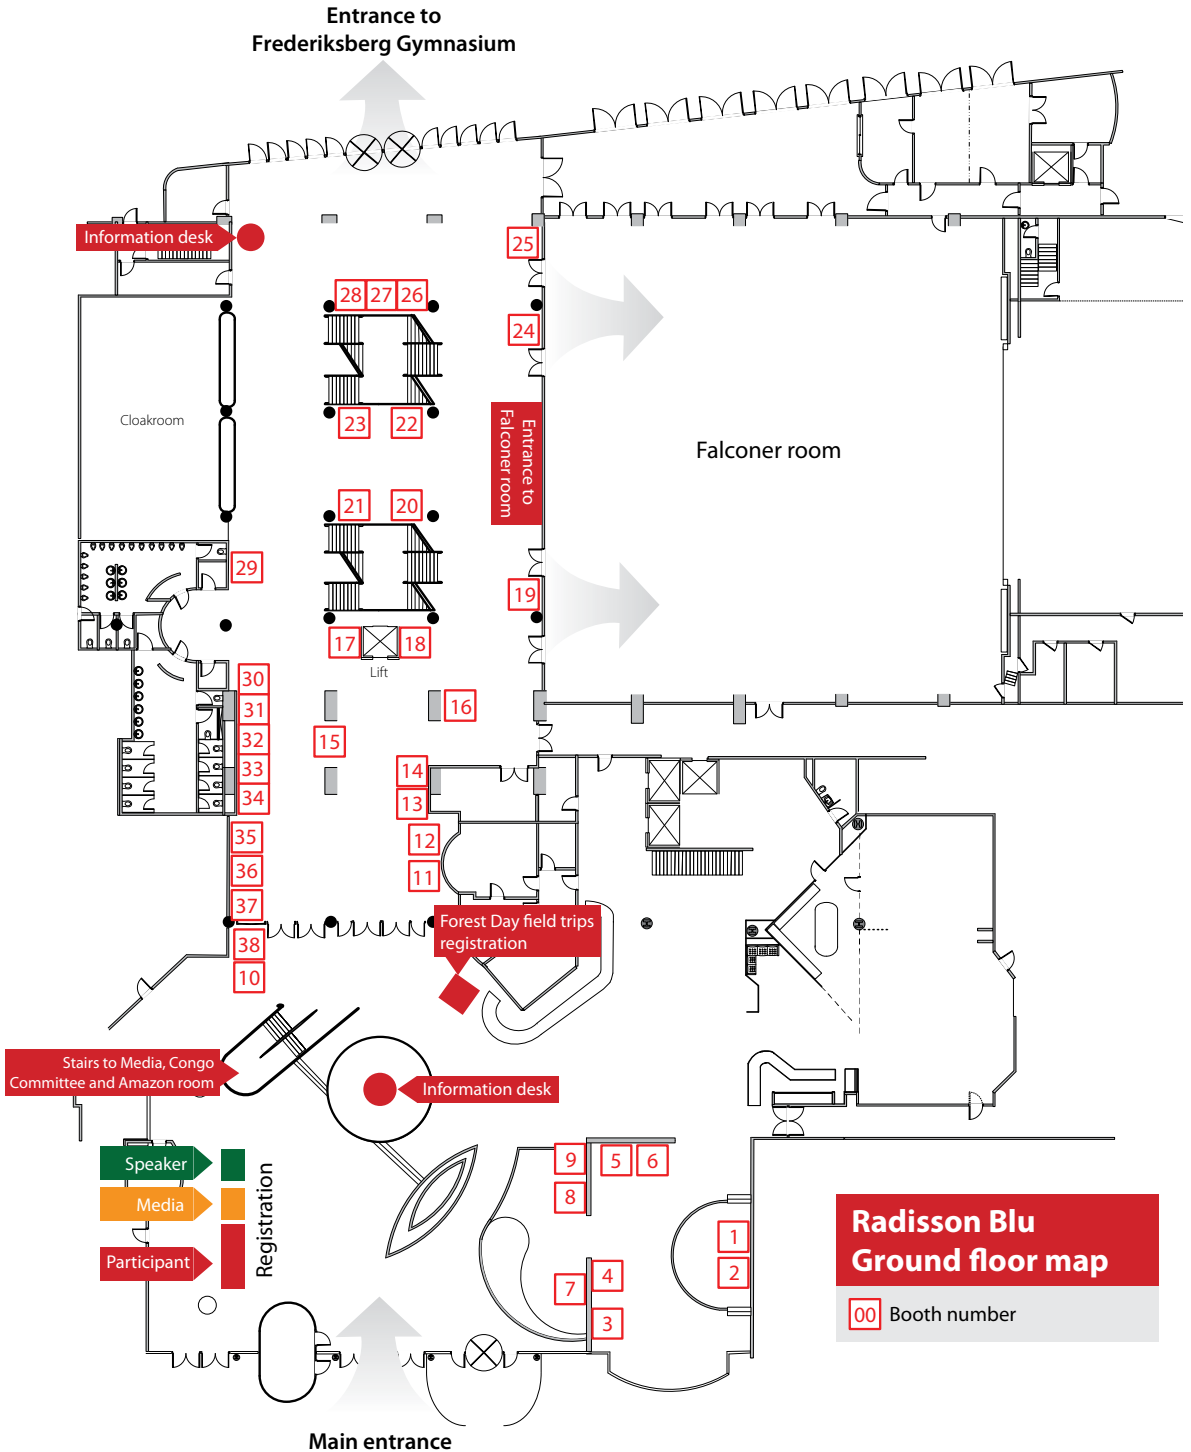 Entrance to
Frederiksberg Gymnasium
Information desk
25
28
27
26
24
Cloakroom
23
22
Entrance to
Falconer room
Falconer room
21
20
29
19
17
18
Lift
30
31
16
32
15
33
14
34
13
35
12
36
11
37
Forest Day field trips
registration
38
10
Stairs to Media, Congo
Committee and Amazon room
Information desk
Speaker
Media
Participant
Registration
9
5
6
8
1
2
4
7
3
Radisson Blu
Ground floor map
00
Booth number
Main entrance